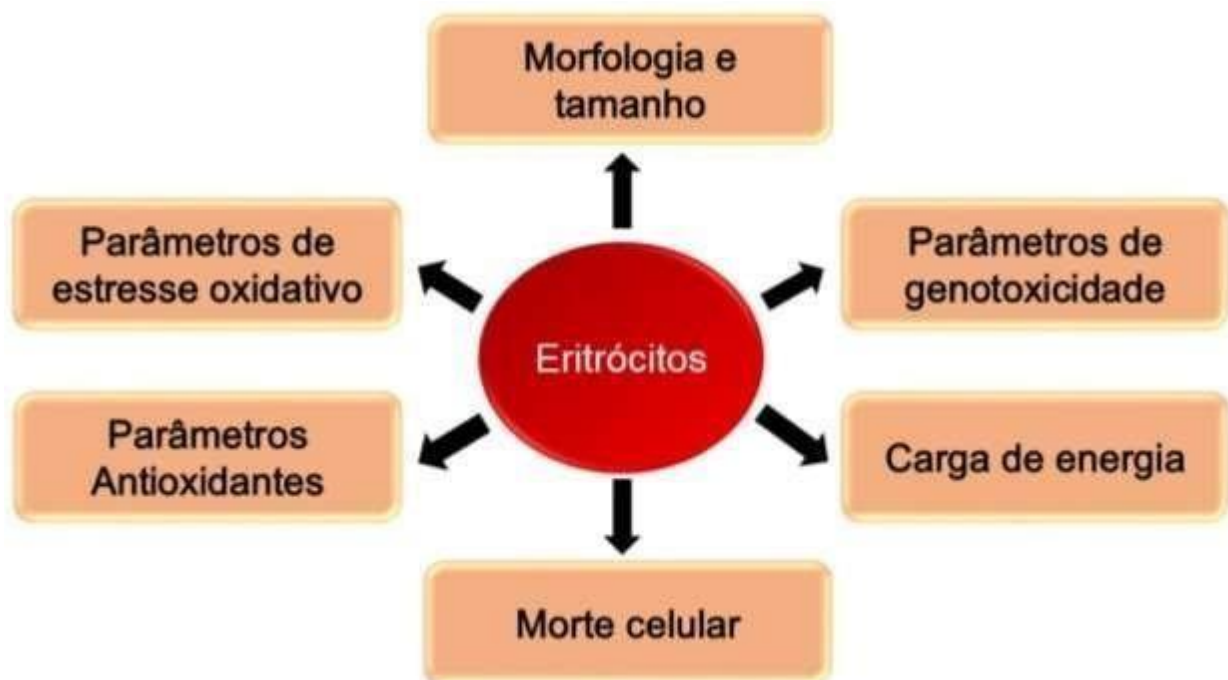 Morfologia e
tamanho
Parâmetros de
estresse oxidativo
Parâmetros de
genotoxicidade
Eritrócitos
Parâmetros
Antioxidantes
Carga de energia
Morte celular